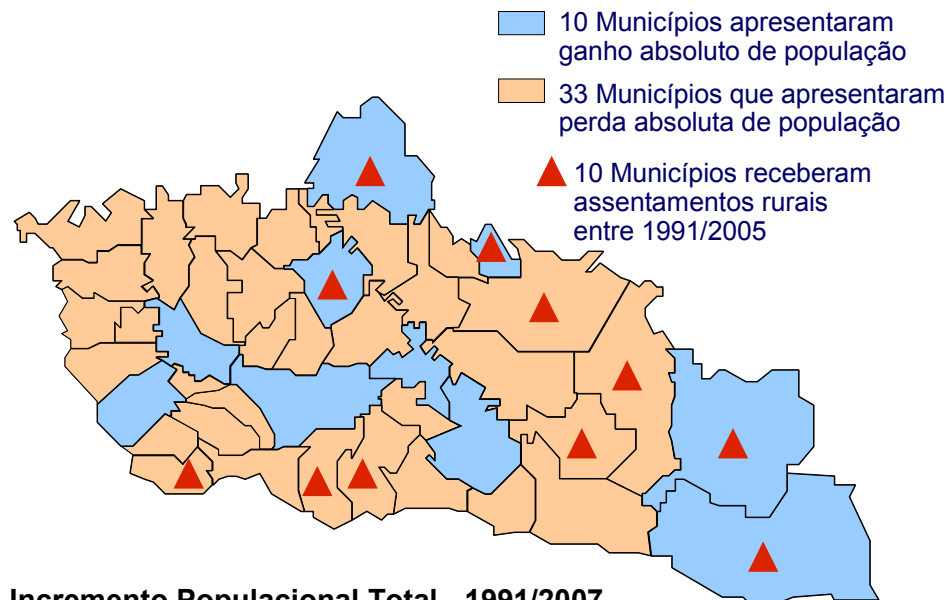 10 Municípios apresentaram
ganho absoluto de população
33 Municípios que apresentaram
perda absoluta de população
10 Municípios receberam
assentamentos rurais
entre 1991/2005
Incremento Populacional Total - 1991/2007